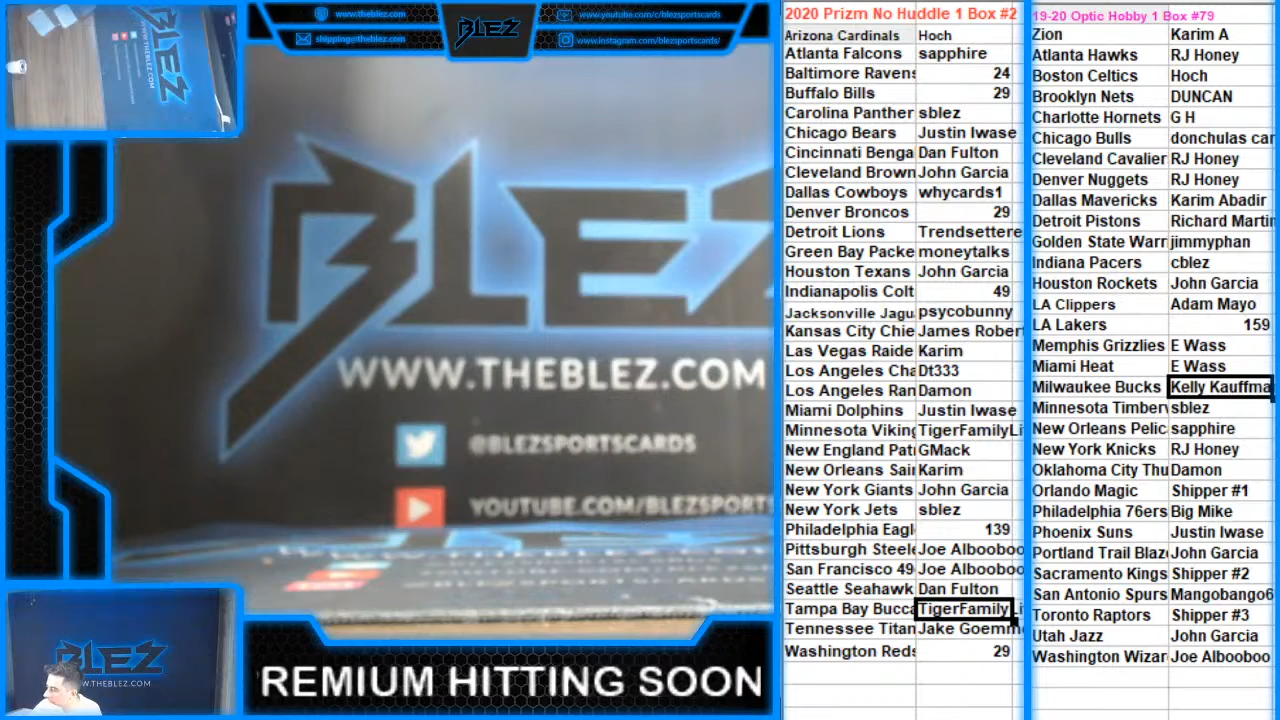 www.theblez.com
shipping@theblez.com
BLEZ
www.youtube.com/c/blezsportscards
www.instagram.com/blezsportscards/
BLEZ
WWW.THEBLEZ.COM
@BLEZSPORTSCARDS
YOUTUBE.COM/BLEZSPORTS
BLEZ
REMIUM HITTING SOON
2020 Prizm No Huddle 1 Box #2
Arizona Cardinals Hoch
Atlanta Falcons sapphire
Baltimore Ravens 24
Buffalo Bills 29
Carolina Panther sblez
Chicago Bears Justin Iwase
Cincinnati Benga Dan Fulton
Cleveland Brown John Garcia
Dallas Cowboys whycards1
Denver Broncos 29
Detroit Lions Trendsettere
Green Bay Packe moneytalks
Houston Texans John Garcia
Indianapolis Colt 49
Jacksonville Jagu psycobunny
Kansas City Chie James Rober
Las Vegas Raide Karim
Los Angeles Cha Dt333
Los Angeles Ran Damon
Miami Dolphins Justin Iwase
Minnesota Viking TigerFamilyLi
New England Pat GMack
New Orleans Sai Karim
New York Giants John Garcia
New York Jets sblez
Philadelphia Eagl 139
Pittsburgh Steele Joe Albooboo
San Francisco 49 Joe Albooboo
Seattle Seahawk Dan Fulton
Tampa Bay Bucca TigerFamilyLi
Tennessee Titan Jake Goemm
Washington Reds 29
19-20 Optic Hobby 1 Box #79
Zion Karim A
Atlanta Hawks RJ Honey
Boston Celtics Hoch
Brooklyn Nets DUNCAN
Charlotte Hornets G H
Chicago Bulls donchulas car
Cleveland Cavalier RJ Honey
Denver Nuggets RJ Honey
Dallas Mavericks Karim Abadir
Detroit Pistons Richard Martin
Golden State Warr jimmyphan
Indiana Pacers cblez
Houston Rockets John Garcia
LA Clippers Adam Mayo
LA Lakers 159
Memphis Grizzlies E Wass
Miami Heat E Wass
Milwaukee Bucks Kelly Kauffma
Minnesota Timberv sblez
New Orleans Pelic sapphire
New York Knicks RJ Honey
Oklahoma City Thu Damon
Orlando Magic Shipper #1
Philadelphia 76ers Big Mike
Phoenix Suns Justin Iwase
Portland Trail Blaz John Garcia
Sacramento Kings Shipper #2
San Antonio Spurs Mangobango6
Toronto Raptors Shipper #3
Utah Jazz John Garcia
Washington Wizar Joe Albooboo